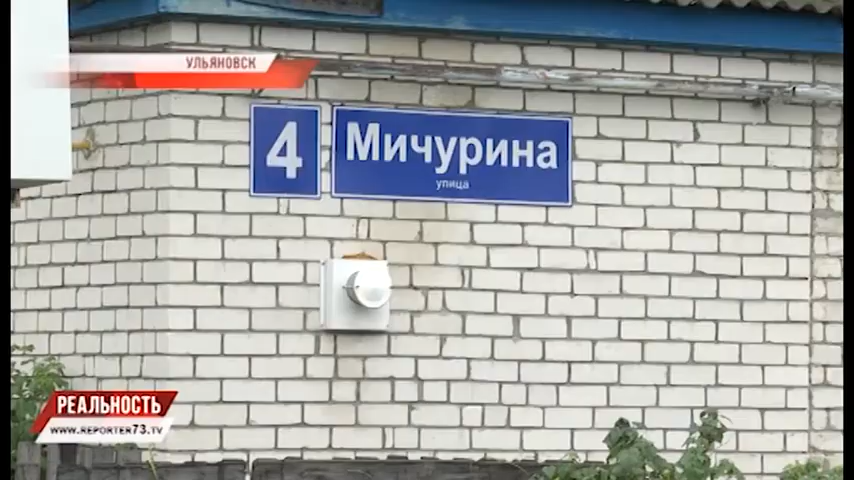 УЛЬЯНОВСК
4
Мичурина
улица
РЕАЛЬНОСТЬ
WWW.REPORTER73.TV